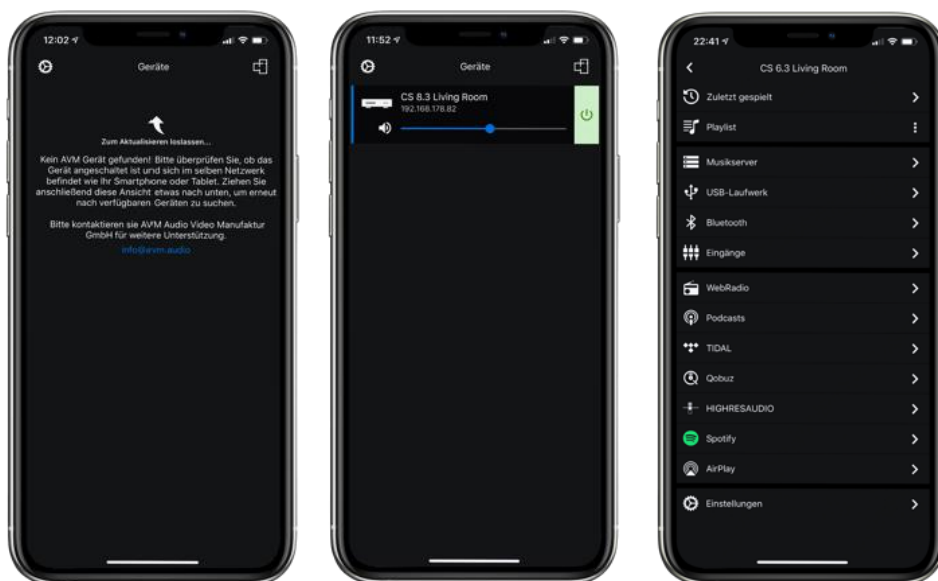 12:02
Geräte
Zum Aktualisieren loslassen...
Kein AVM Gerät gefunden! Bitte überprüfen Sie, ob das
Gerät angeschaltet ist und sich im selben Netzwerk
befindet wie Ihr Smartphone oder Tablet. Ziehen Sie
anschließend diese Ansicht etwas nach unten, um erneut
nach verfügbaren Geräten zu suchen.
Bitte kontaktieren sie AVM Audio Video Manufaktur
GmbH für weitere Unterstützung.
info@avm.audio
11:52
Geräte
CS 8.3 Living Room
192.168.178.82
22:41
CS 6.3 Living Room
Zuletzt gespielt
Playlist
Musikserver
USB-Laufwerk
Bluetooth
Eingänge
WebRadio
Podcasts
TIDAL
Qobuz
HIGHRESAUDIO
Spotify
AirPlay
Einstellungen